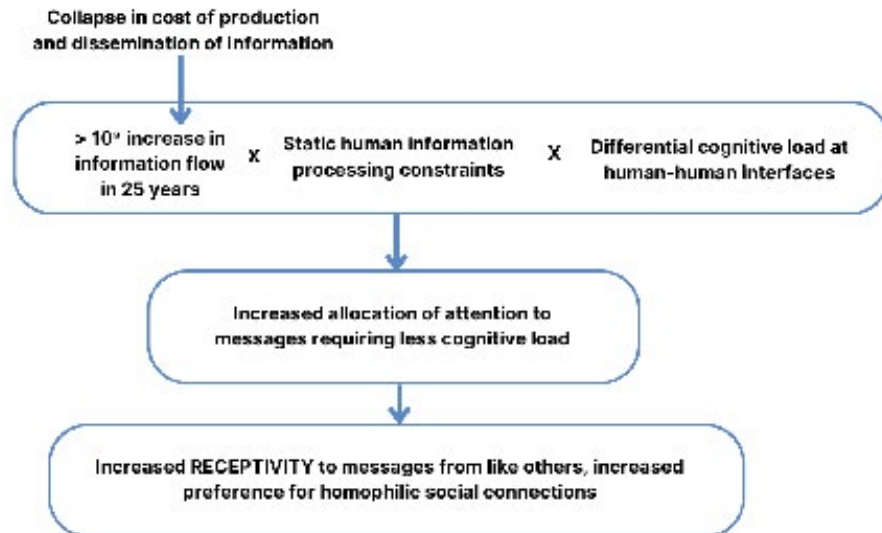 Collapse in cost of production
and dissemination of information
> 10 increase in
information flow
in 25 years
x
Static human information
processing constraints
x
Differential cognitive load at
human-human interfaces
Increased allocation of attention to
messages requiring less cognitive load
Increased RECEPTIVITY to messages from like others, increased
preference for homophilic social connections